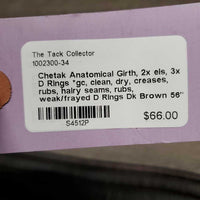 The Tack Collector
1002300-34
Chetak Anatomical Girth, 2x els, 3x
D Rings *gc, clean, dry, creases,
rubs, hairy seams, rubs,
weak/frayed D Rings Dk Brown 56"
S4512P
$66.00